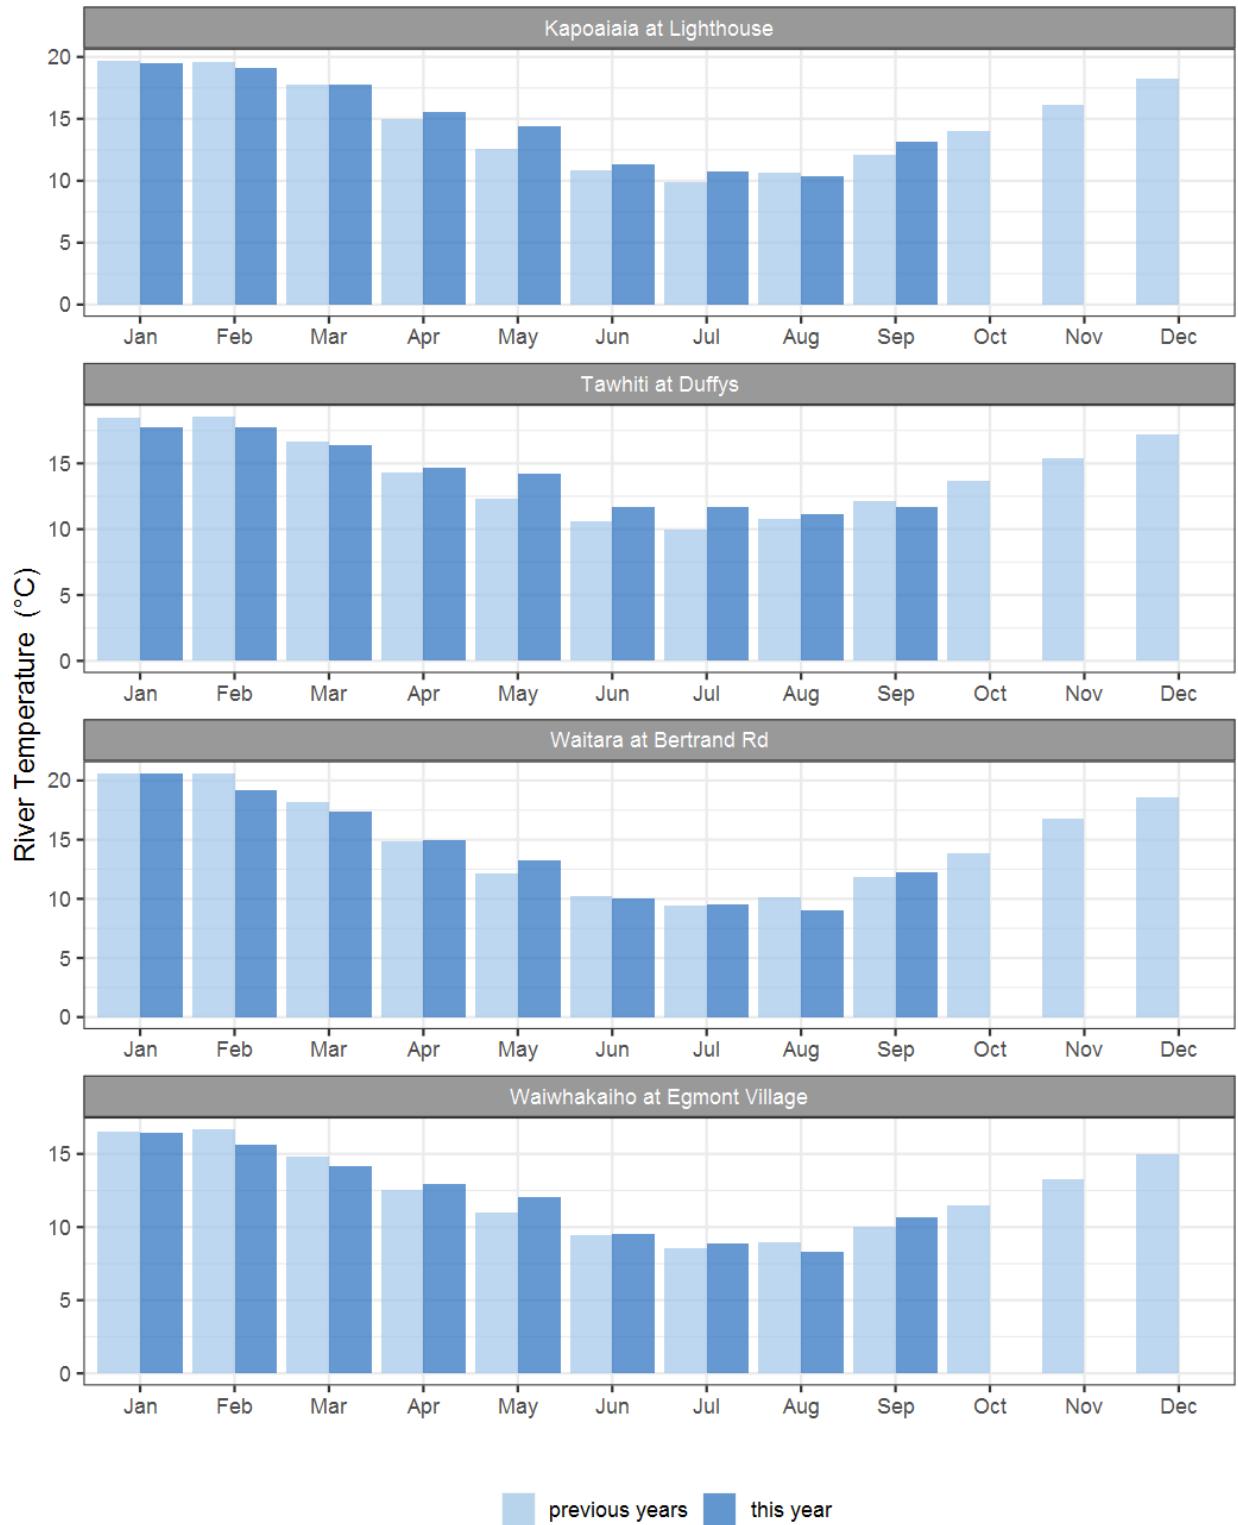 Kapoaiaia at Lighthouse
20
15
10
5
0
Jan Feb Mar Apr May Jun Jul Aug Sep Oct Nov Dec
Tawhiti at Duffys
15
10
5
0
Jan Feb Mar Apr May Jun Jul Aug Sep Oct Nov Dec
River Temperature (°C)
Waitara at Bertrand Rd
20
15
10
5
0
Jan Feb Mar Apr May Jun Jul Aug Sep Oct Nov Dec
Waiwhakaiho at Egmont Village
15
10
5
0
Jan Feb Mar Apr May Jun Jul Aug Sep Oct Nov Dec
previous years this year